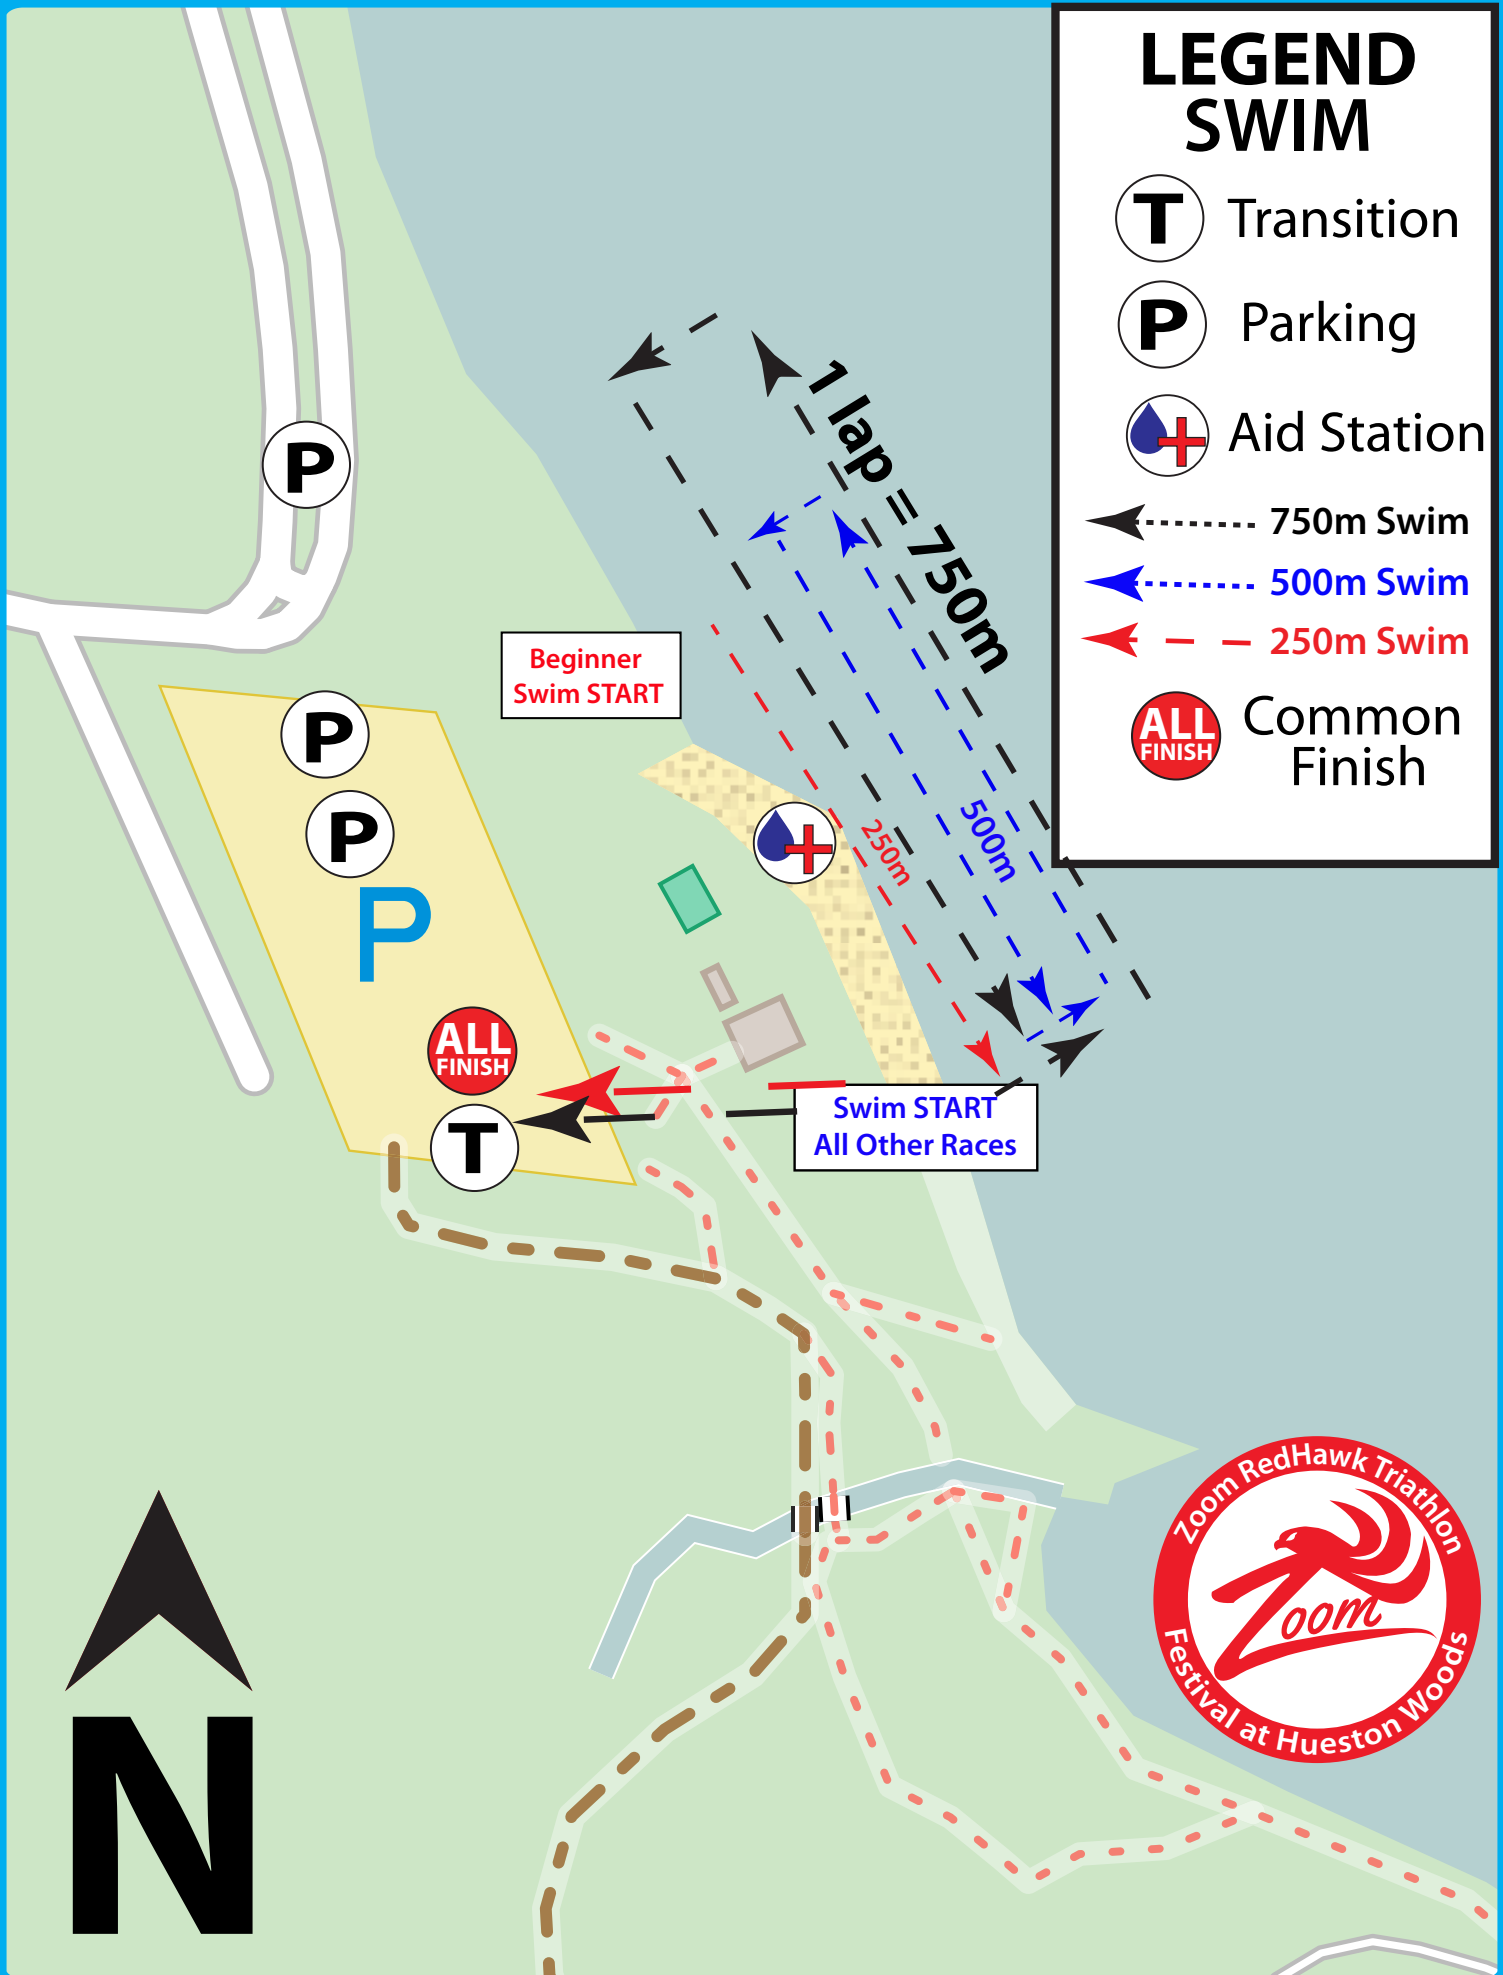 LEGEND
SWIM
T Transition
P Parking
Aid Station
750m Swim
500m Swim
250m Swim
ALL
FINISH
Common
Finish
1 lap = 750m
P
Beginner
Swim START
P
P
P
250m
500m
ALL
FINISH
T
Swim START
All Other Races
Zoom RedHawk Triathlon
Zoom
Festival at Hueston Woods
N